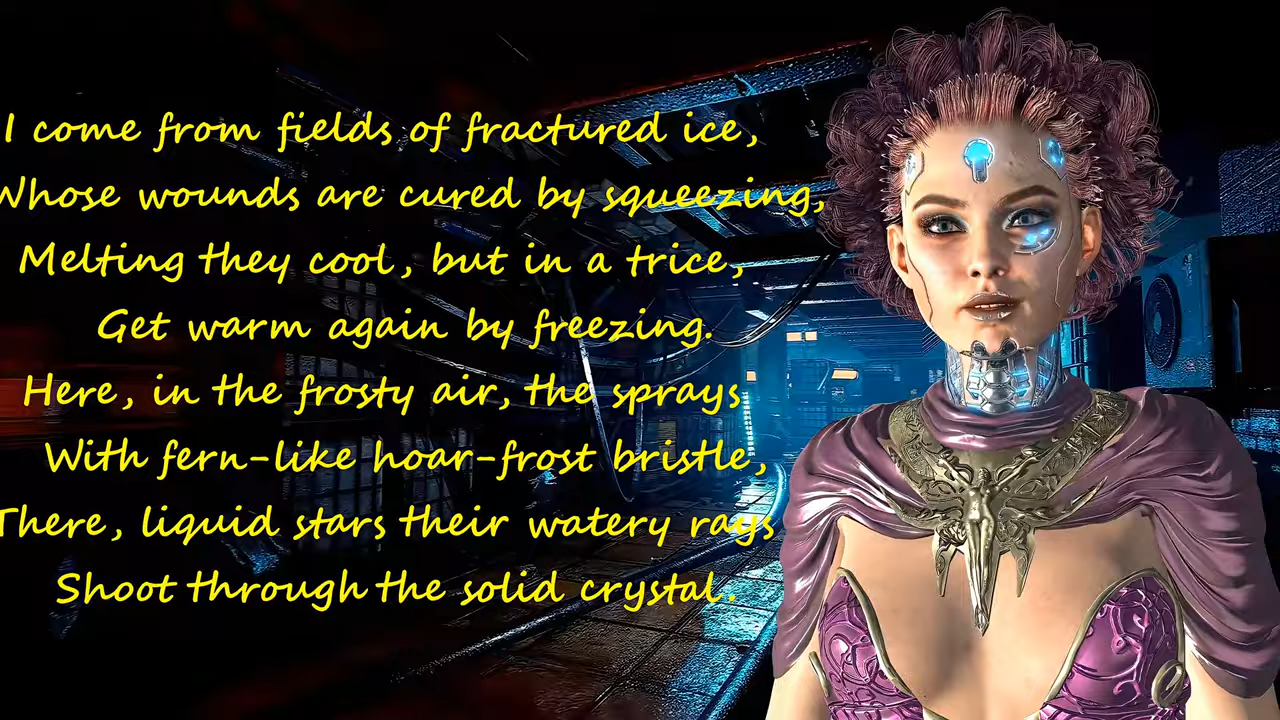 I come from fields of fractured ice,
Whose wounds are cured by squeezing,
Melting they cool, but in a trice,
Get warm again by freezing.
Here, in the frosty air, the sprays
With fern-like hoar-frost bristle,
There, liquid stars their watery rays
Shoot through the solid crystal.